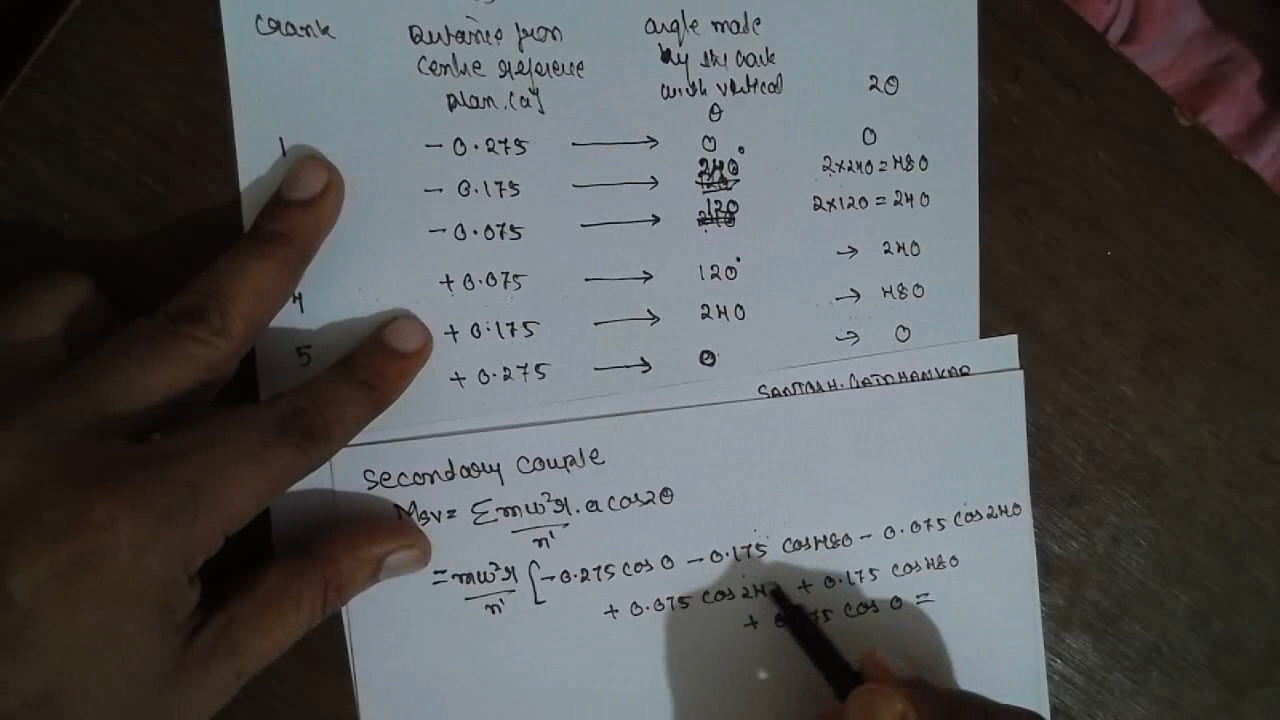 Crank Distance from angle made
centre reference by the crank
plan. (a) with vertical 2θ
θ
1 - 0.275 → 0° 0
- 0.175 → 240 2×240 = 480
- 0.075 → 120 2×120 = 240
+ 0.075 → 120° → 240
4 + 0.175 → 240 → 480
5 + 0.275 → 0 → 0
Secondary couple
Msv = Σ mω²r/n' . a cos2θ
= mω²r/n' [ - 0.275 cos 0 - 0.175 cos480 - 0.075 cos240
+ 0.075 cos 24 + 0.175 cos480
+ 75 cos 0 =